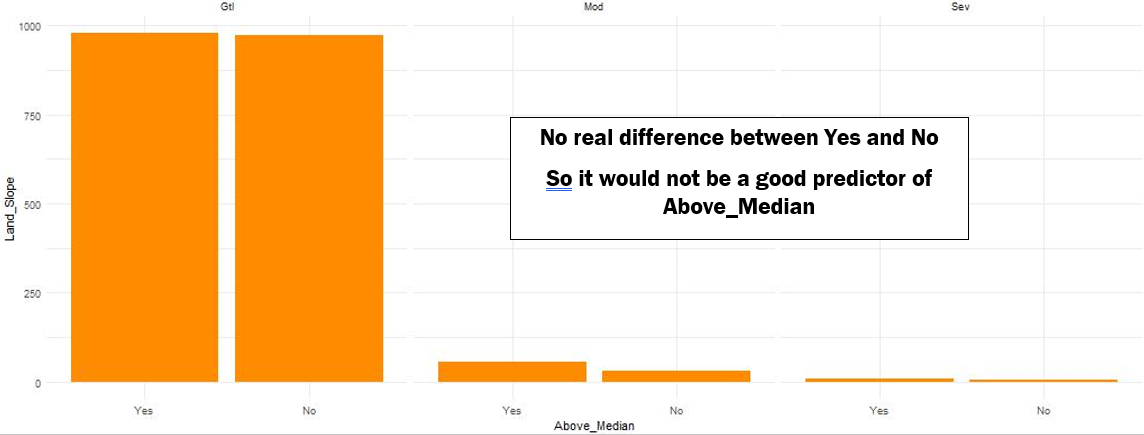 Gtl Mod Sev
1000
750
500
250
0
Land_Slope
No real difference between Yes and No
So it would not be a good predictor of
Above_Median
Yes No Yes No Yes No
Above_Median